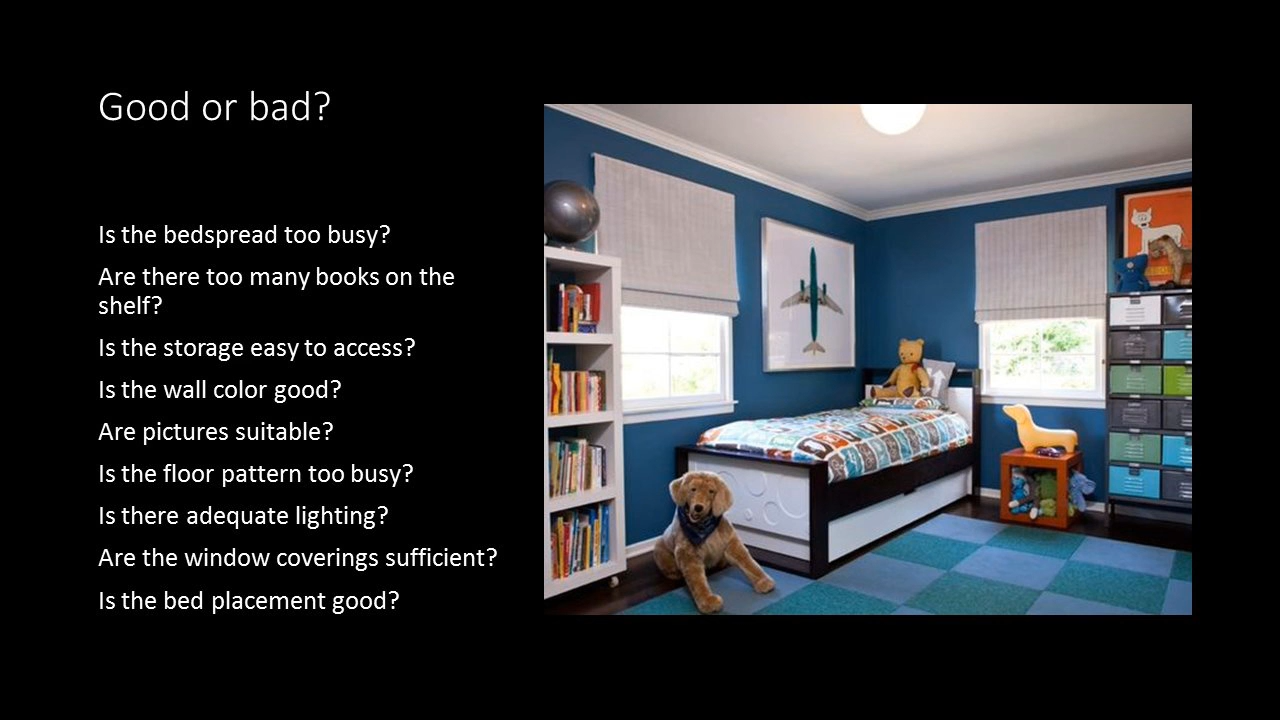 Good or bad?
Is the bedspread too busy?
Are there too many books on the
shelf?
Is the storage easy to access?
Is the wall color good?
Are pictures suitable?
Is the floor pattern too busy?
Is there adequate lighting?
Are the window coverings sufficient?
Is the bed placement good?